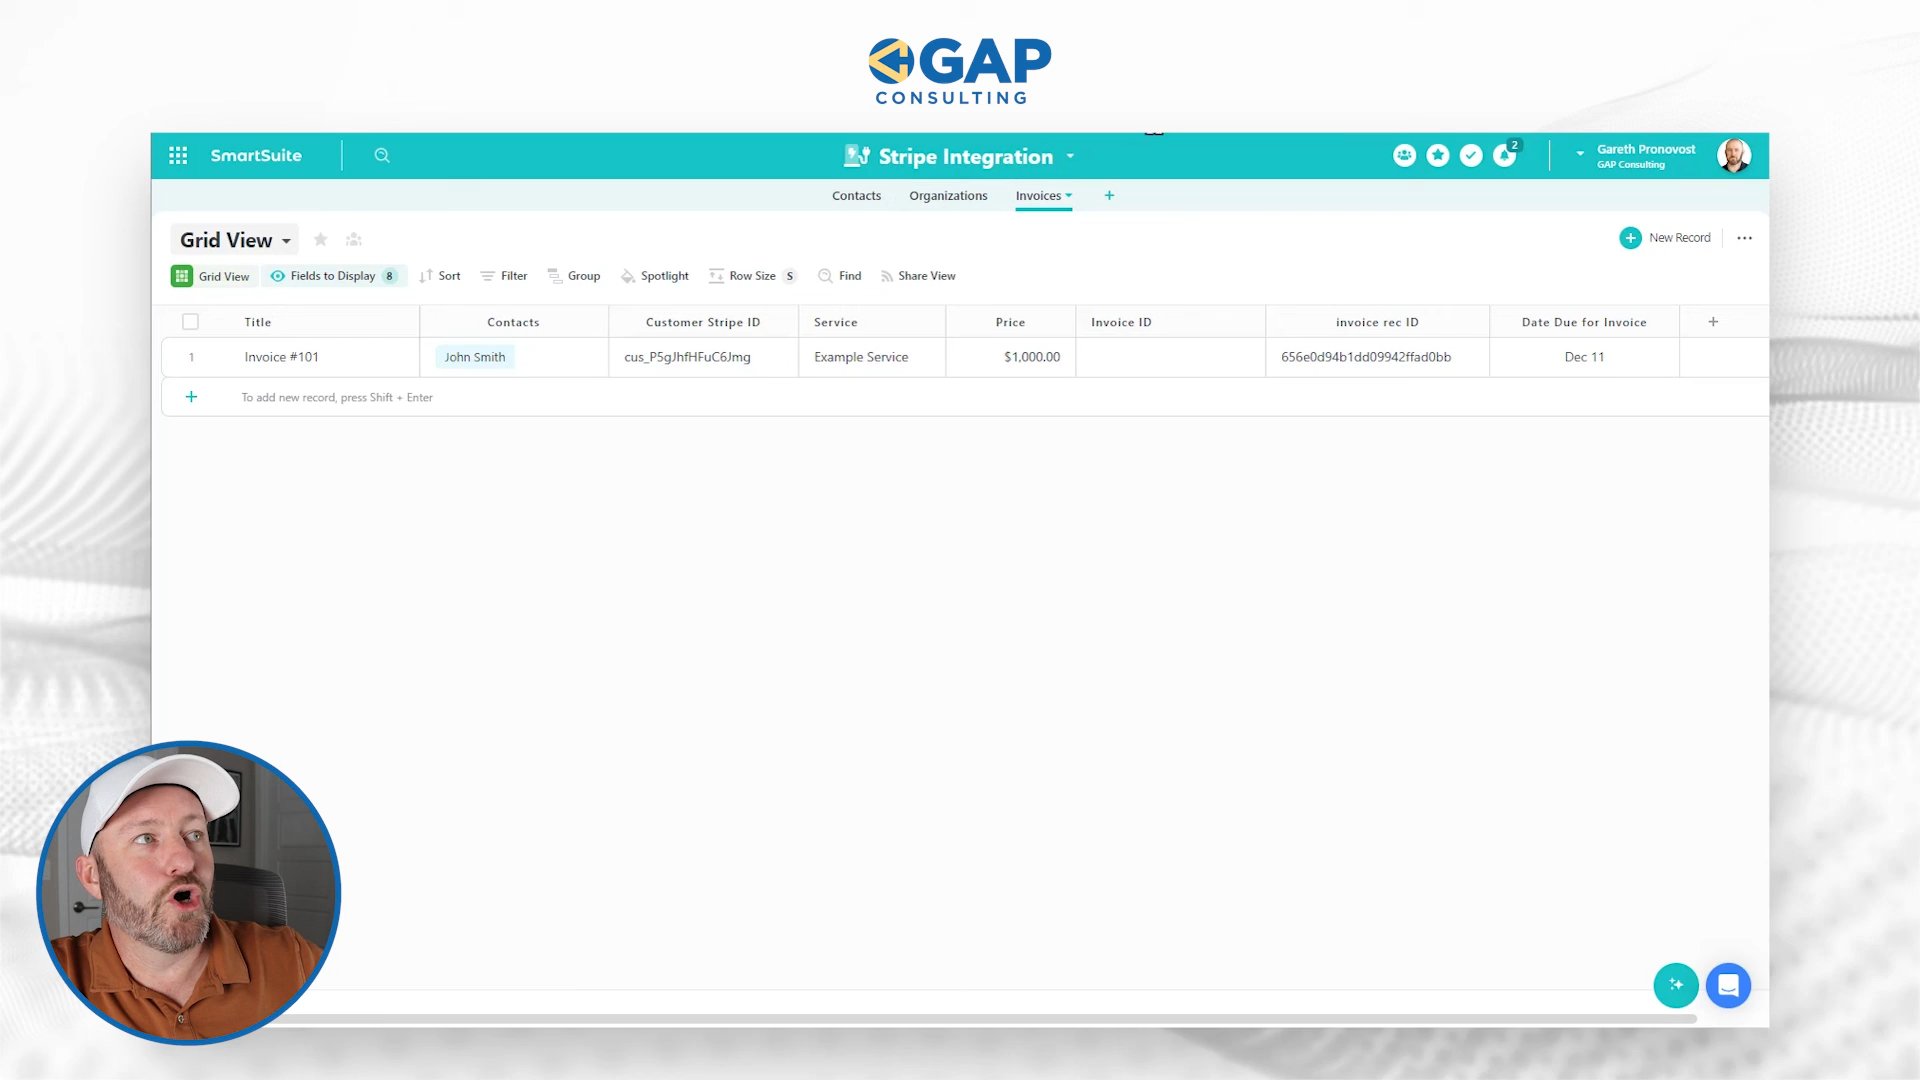 GAP
CONSULTING
SmartSuite
Stripe Integration
2
Gareth Pronovost
GAP Consulting
Contacts
Organizations
Invoices
Grid View
New Record
Grid View
Fields to Display 8
Sort
Filter
Group
Spotlight
Row Size S
Find
Share View
Title
Contacts
Customer Stripe ID
Service
Price
Invoice ID
invoice rec ID
Date Due for Invoice
1
Invoice #101
John Smith
cus_P5gJhfHFuC6Jmg
Example Service
$1,000.00
656e0d94b1dd09942ffad0bb
Dec 11
To add new record, press Shift + Enter